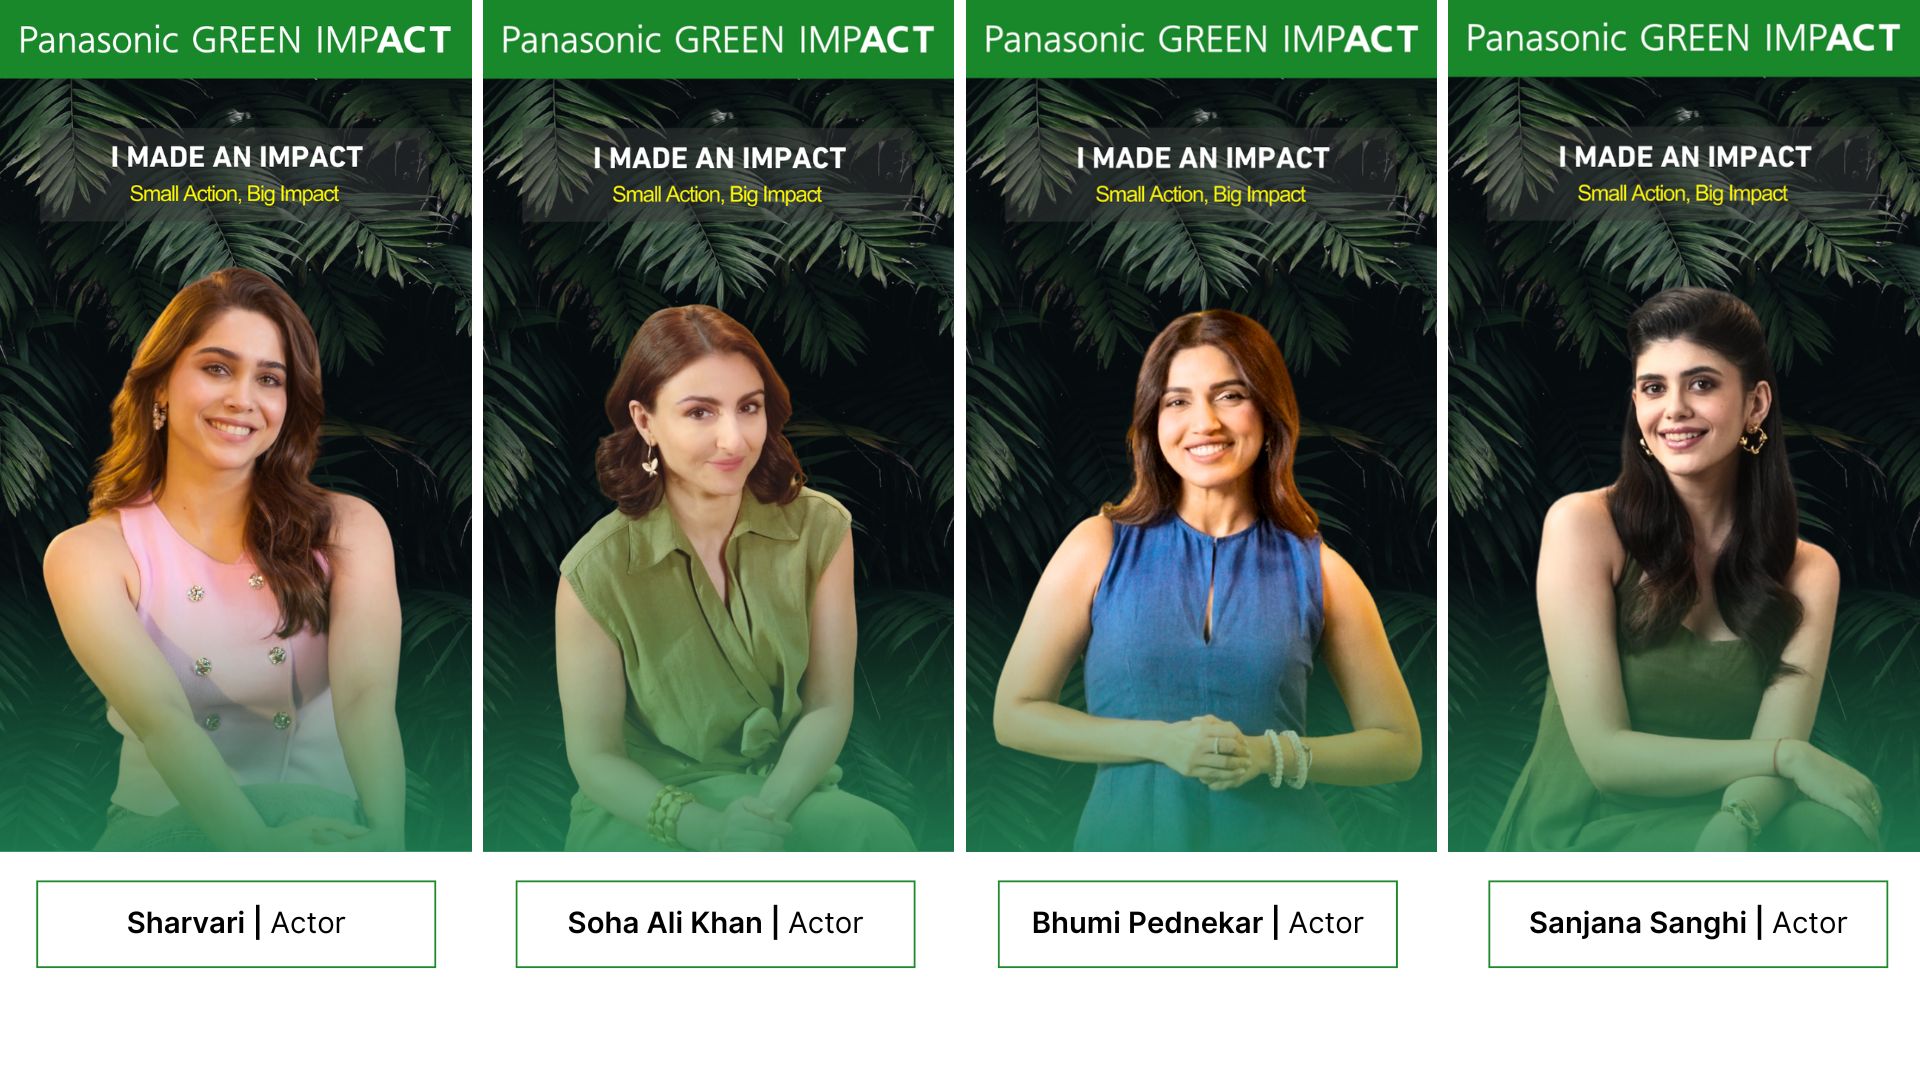 Panasonic GREEN IMPACT
I MADE AN IMPACT
Small Action, Big Impact
Sharvari | Actor
Panasonic GREEN IMPACT
I MADE AN IMPACT
Small Action, Big Impact
Soha Ali Khan | Actor
Panasonic GREEN IMPACT
I MADE AN IMPACT
Small Action, Big Impact
Bhumi Pednekar | Actor
Panasonic GREEN IMPACT
I MADE AN IMPACT
Small Action, Big Impact
Sanjana Sanghi | Actor